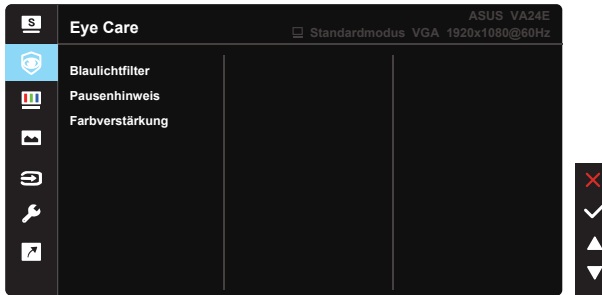 S
Eye Care
ASUS VA24E
Standardmodus VGA 1920x1080@60Hz
Blaulichtfilter
Pausenhinweis
Farbverstärkung